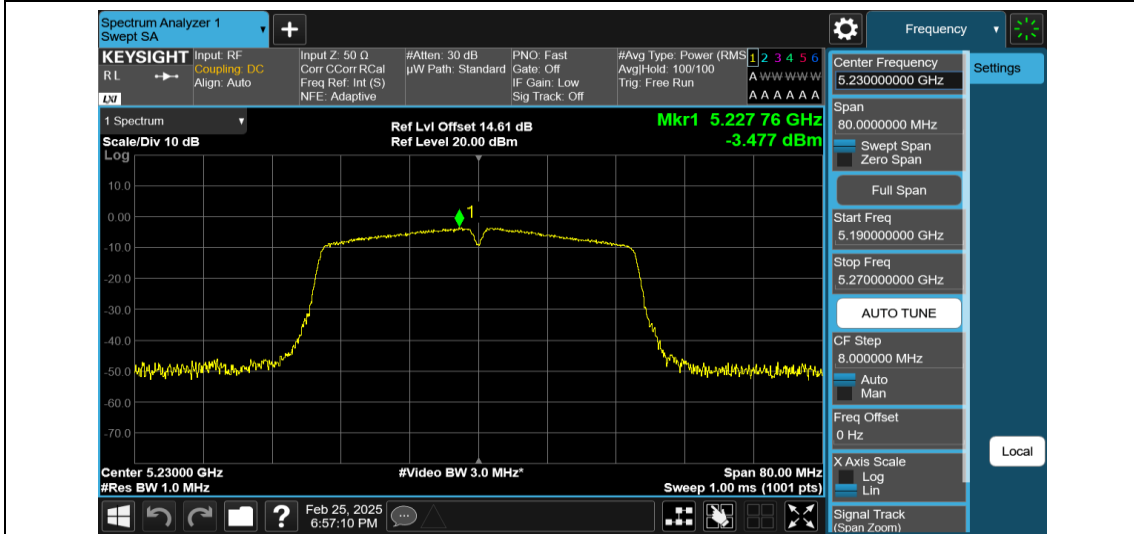 Spectrum Analyzer 1
Swept SA
Frequency
KEYSIGHT
R L
LXI
Input: RF
Coupling: DC
Align: Auto
Input Z: 50 Ω
Corr CCorr RCal
Freq Ref: Int (S)
NFE: Adaptive
#Atten: 30 dB
µW Path: Standard
PNO: Fast
Gate: Off
IF Gain: Low
Sig Track: Off
#Avg Type: Power (RMS
Avg|Hold: 100/100
Trig: Free Run
1 2 3 4 5 6
A W W W W W
A A A A A A
1 Spectrum
Scale/Div 10 dB
Log
Ref Lvl Offset 14.61 dB
Ref Level 20.00 dBm
Mkr1 5.227 76 GHz
-3.477 dBm
10.0
0.00
-10.0
-20.0
-30.0
-40.0
-50.0
-60.0
-70.0
1
Center 5.23000 GHz
#Res BW 1.0 MHz
#Video BW 3.0 MHz*
Span 80.00 MHz
Sweep 1.00 ms (1001 pts)
Center Frequency
5.230000000 GHz
Span
80.0000000 MHz
Swept Span
Zero Span
Full Span
Start Freq
5.190000000 GHz
Stop Freq
5.270000000 GHz
AUTO TUNE
CF Step
8.000000 MHz
Auto
Man
Freq Offset
0 Hz
X Axis Scale
Log
Lin
Signal Track
(Span Zoom)
Settings
Local
?
Feb 25, 2025
6:57:10 PM